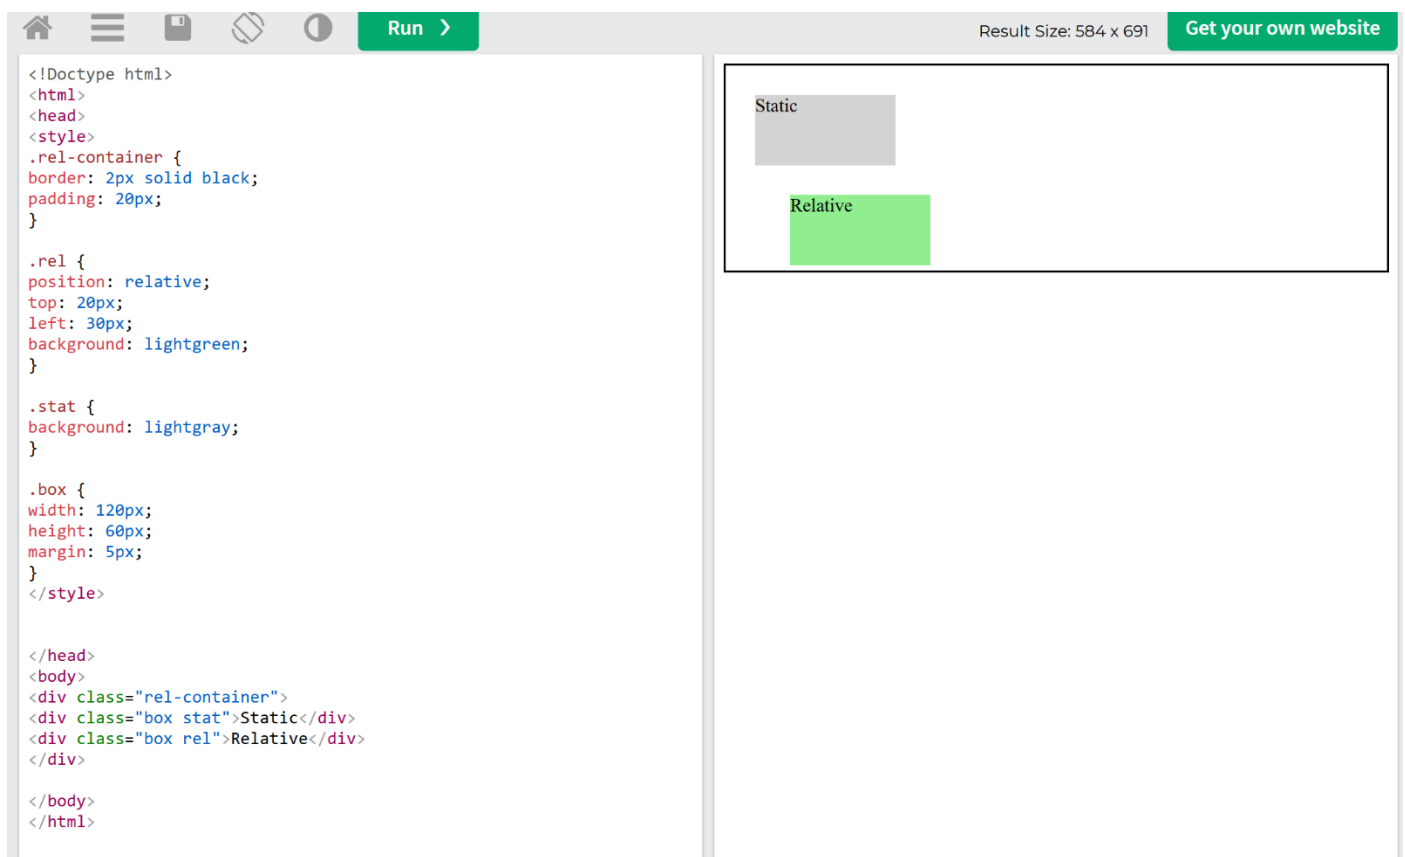 Run ❯
Result Size: 584 x 691
Get your own website
<!Doctype html>
<html>
<head>
<style>
.rel-container {
border: 2px solid black;
padding: 20px;
}
.rel {
position: relative;
top: 20px;
left: 30px;
background: lightgreen;
}
.stat {
background: lightgray;
}
.box {
width: 120px;
height: 60px;
margin: 5px;
}
</style>
</head>
<body>
<div class="rel-container">
<div class="box stat">Static</div>
<div class="box rel">Relative</div>
</div>
</body>
</html>
Static
Relative